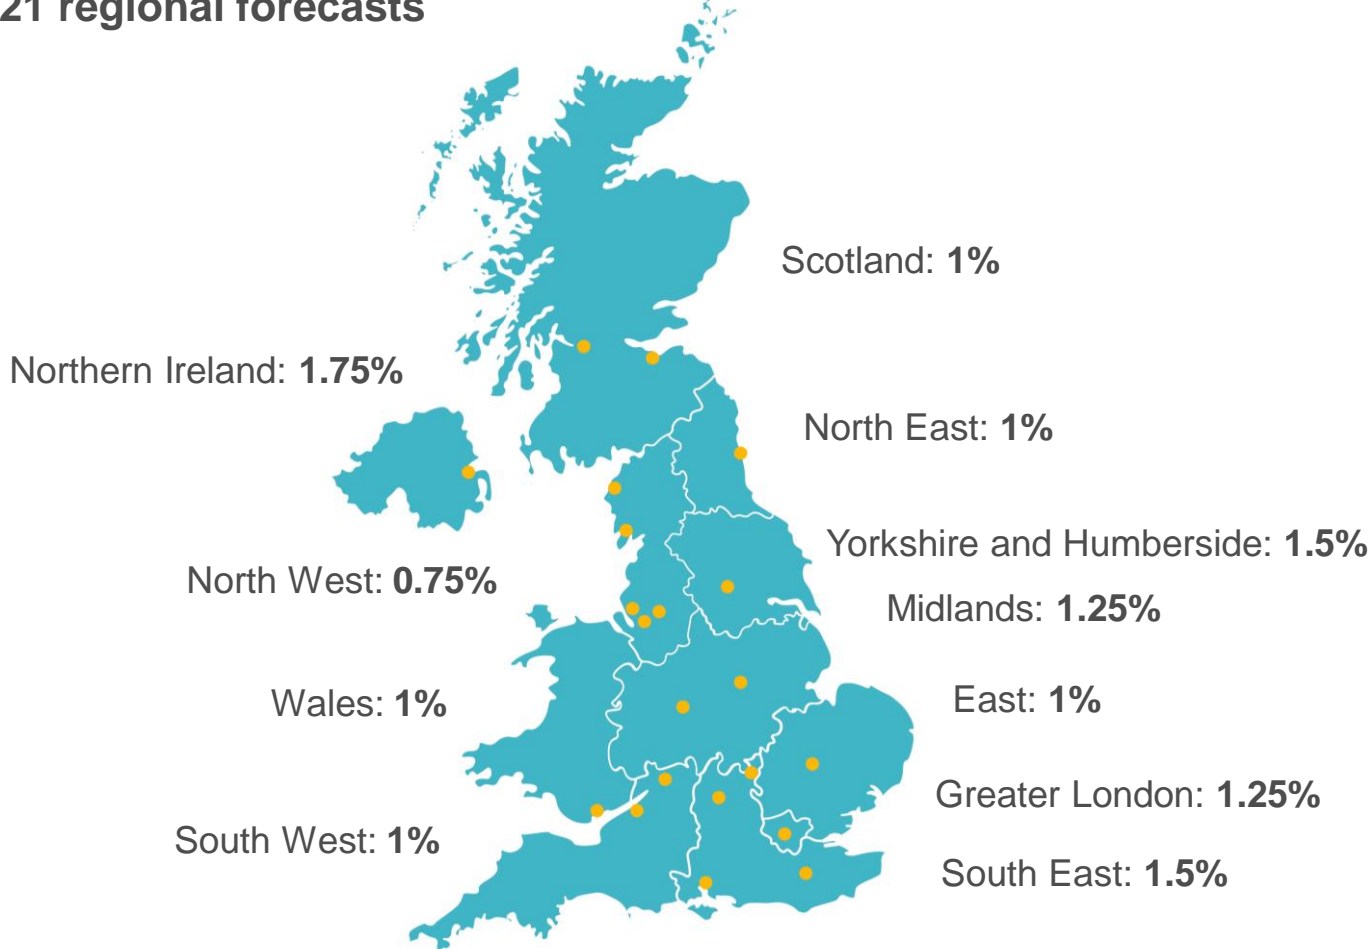 21 regional forecasts
Scotland: 1%
Northern Ireland: 1.75%
North East: 1%
Yorkshire and Humberside: 1.5%
North West: 0.75%
Midlands: 1.25%
Wales: 1%
East: 1%
Greater London: 1.25%
South West: 1%
South East: 1.5%